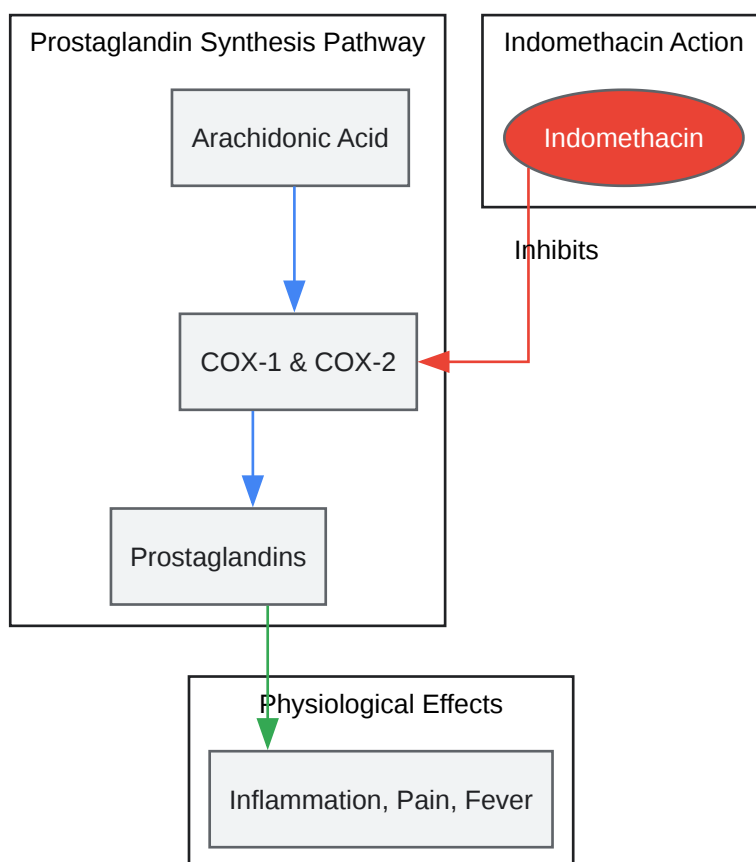 Prostaglandin Synthesis Pathway
Indomethacin Action
Arachidonic Acid
Indomethacin
Inhibits
COX-1 & COX-2
Prostaglandins
Physiological Effects
Inflammation, Pain, Fever